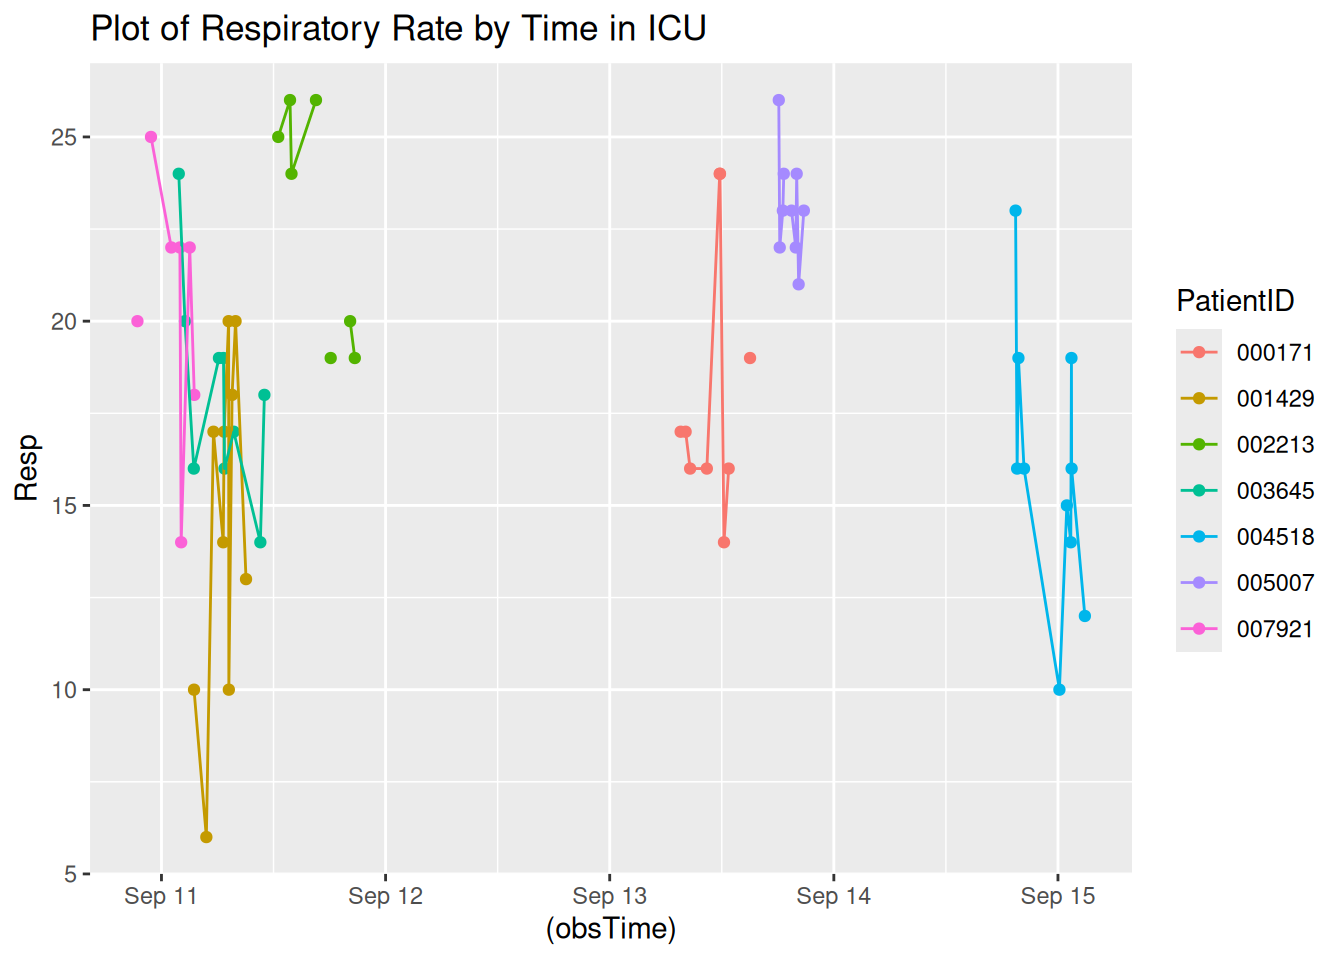 Plot of Respiratory Rate by Time in ICU
25
20
15
10
5
Resp
Sep 11
Sep 12
Sep 13
Sep 14
Sep 15
(obsTime)
PatientID
000171
001429
002213
003645
004518
005007
007921